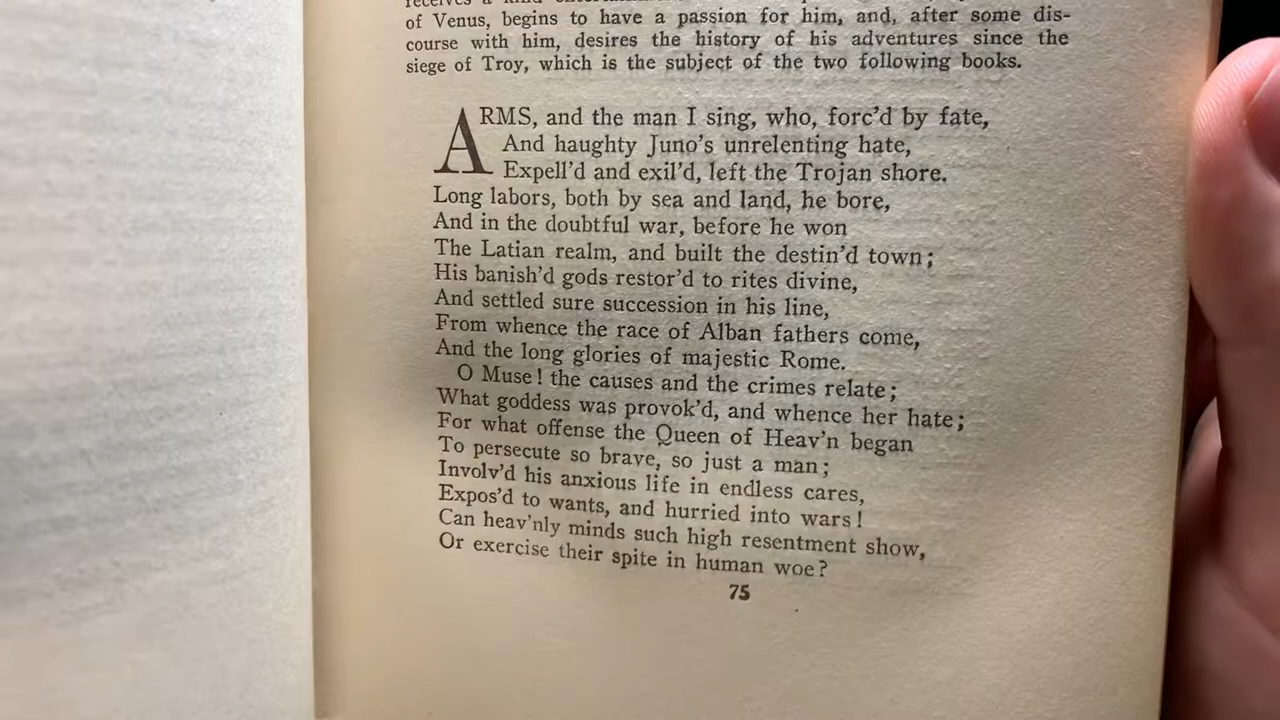 of Venus, begins to have a passion for him, and, after some dis-
course with him, desires the history of his adventures since the
siege of Troy, which is the subject of the two following books.
ARMS, and the man I sing, who, forc'd by fate,
And haughty Juno's unrelenting hate,
Expell'd and exil'd, left the Trojan shore.
Long labors, both by sea and land, he bore,
And in the doubtful war, before he won
The Latian realm, and built the destin'd town;
His banish'd gods restor'd to rites divine,
And settled sure succession in his line,
From whence the race of Alban fathers come,
And the long glories of majestic Rome.
O Muse! the causes and the crimes relate;
What goddess was provok'd, and whence her hate;
For what offense the Queen of Heav'n began
To persecute so brave, so just a man;
Involv'd his anxious life in endless cares,
Expos'd to wants, and hurried into wars!
Can heav'nly minds such high resentment show,
Or exercise their spite in human woe?
75